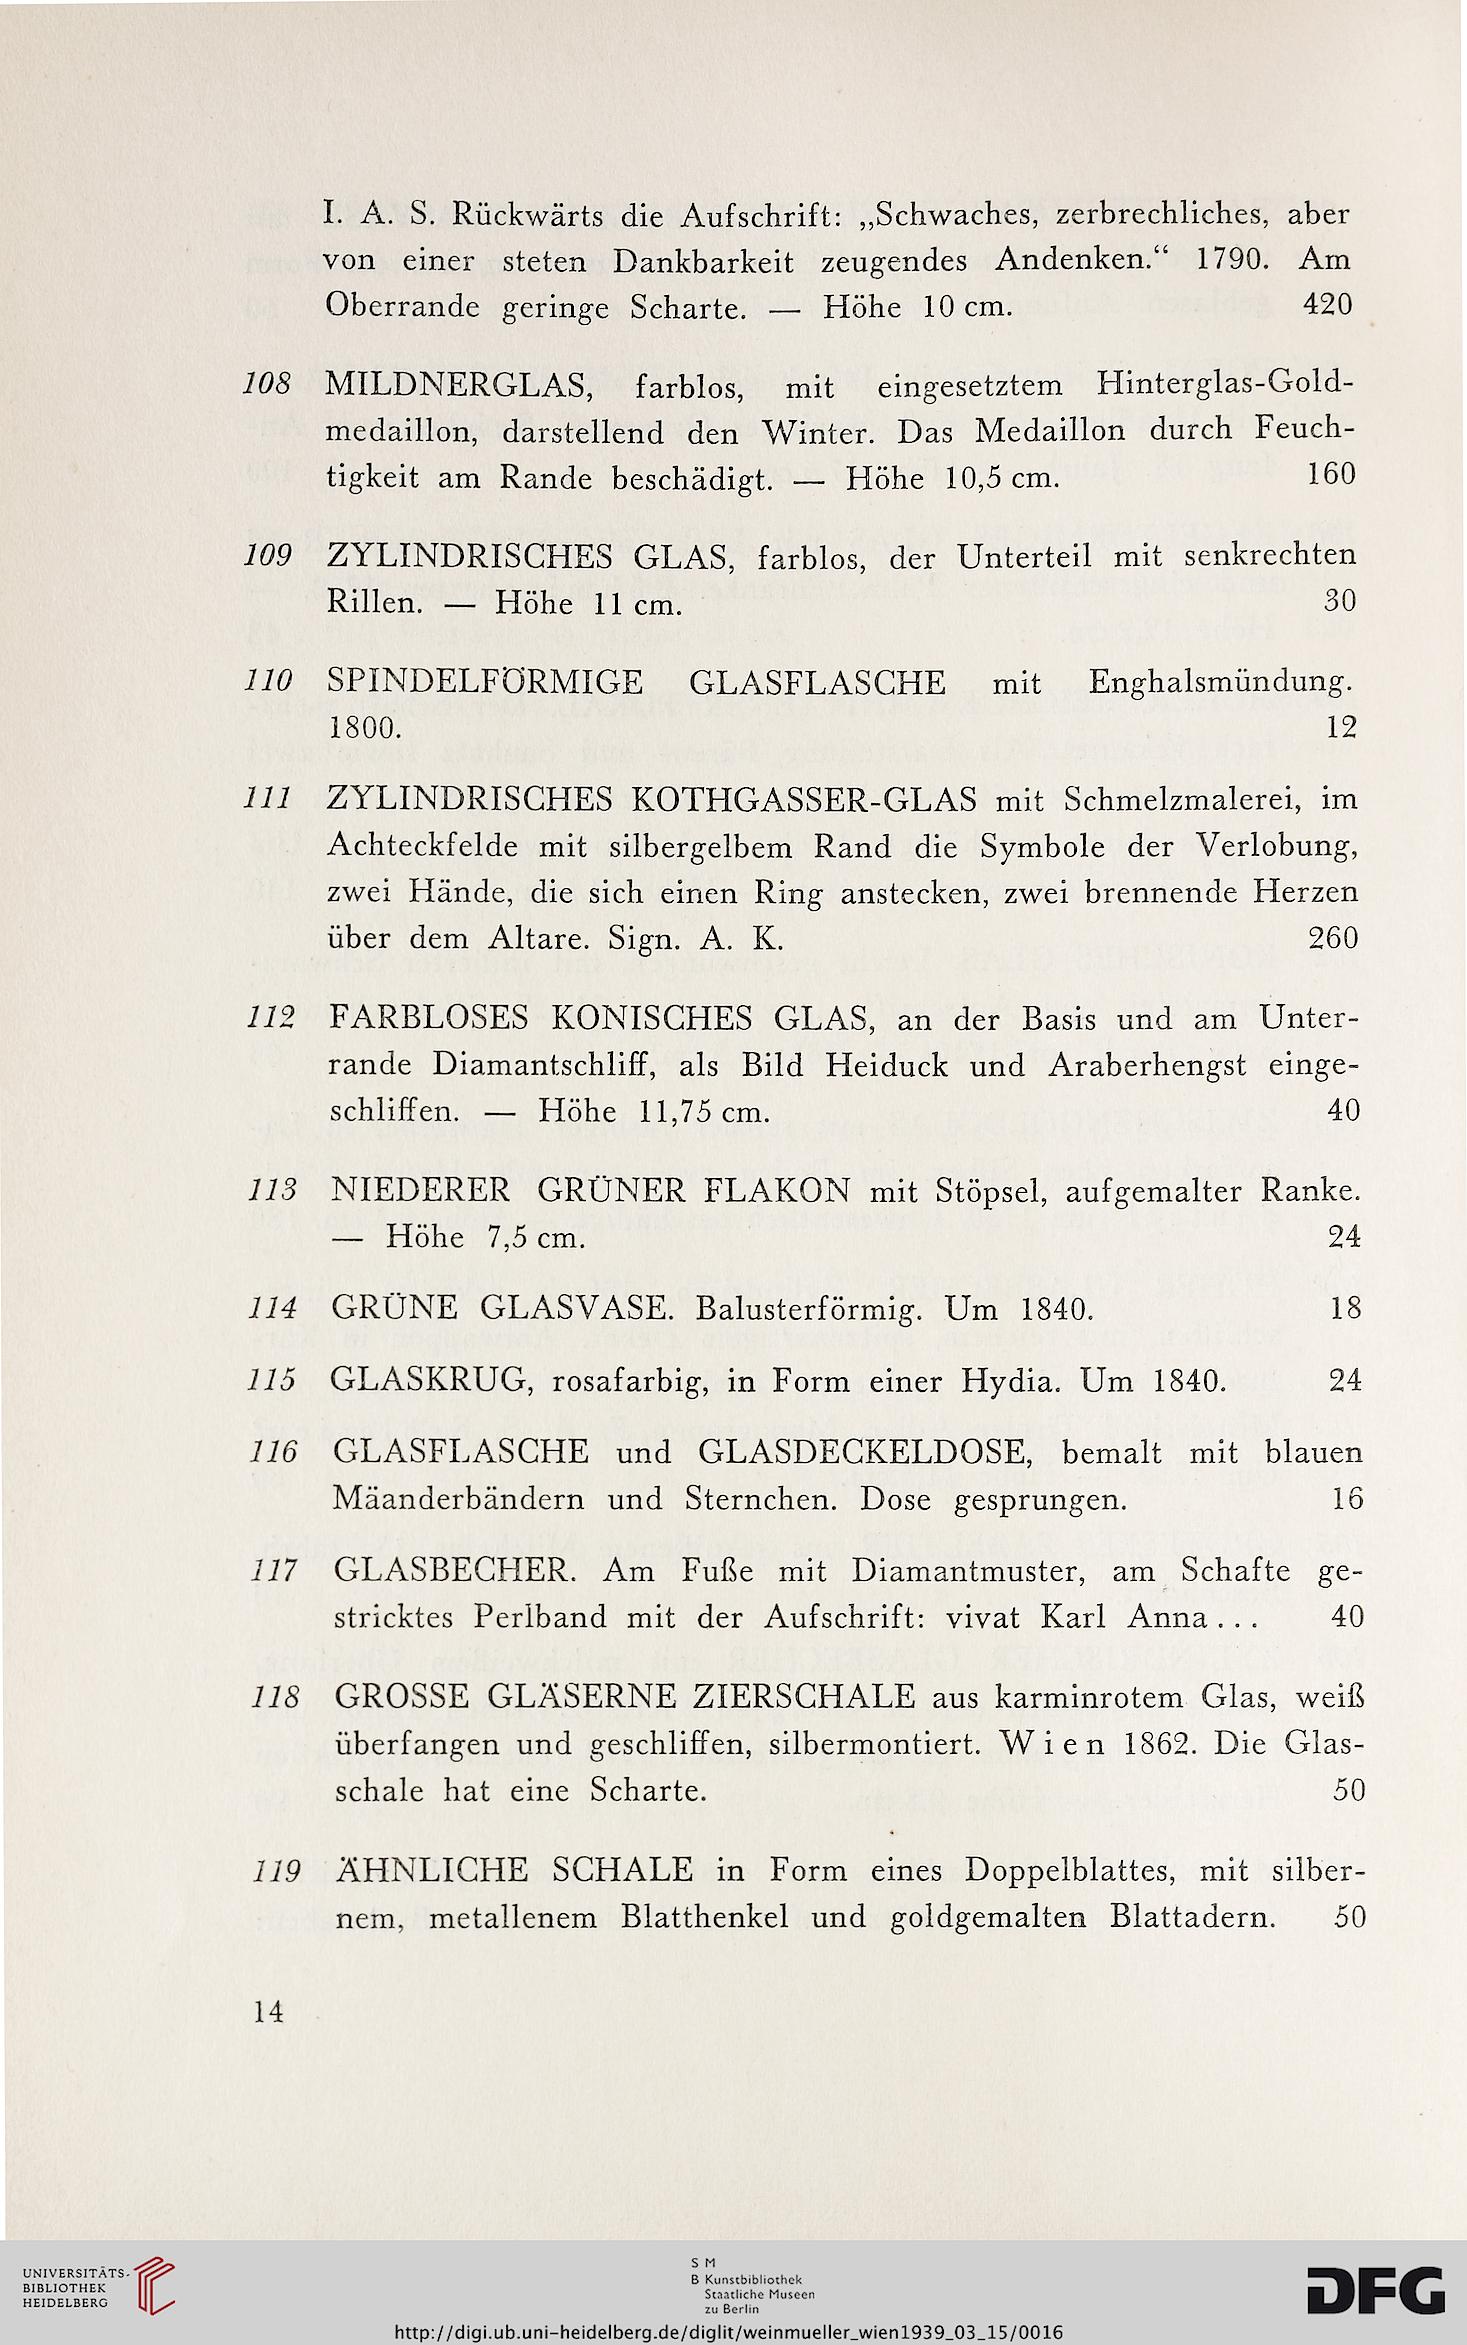 I. A. S. Rückwärts die Aufschrift: „Schwaches, zerbrechliches, aber
von einer steten Dankbarkeit zeugendes Andenken.“ 1790. Am
Oberrande geringe Scharte. — Höhe 10 cm. 420
108 MILDNERGLAS, farblos, mit eingesetztem Hinterglas-Gold-
medaillon, darstellend den Winter. Das Medaillon durch Feuch-
tigkeit am Rande beschädigt. — Höhe 10,5 cm. 160
109 ZYLINDRISCHES GLAS, farblos, der Unterteil mit senkrechten
Rillen. — Höhe 11 cm. 30
110 SPINDELFÖRMIGE GLASFLASCHE mit Enghalsmündung.
1800. 12
111 ZYLINDRISCHES KOTHGASSER-GLAS mit Schmelzmalerei, im
Achteckfelde mit silbergelbem Rand die Symbole der Verlobung,
zwei Hände, die sich einen Ring anstecken, zwei brennende Herzen
über dem Altare. Sign. A. K. 260
112 FARBLOSES KONISCHES GLAS, an der Basis und am Unter-
rande Diamantschliff, als Bild Heiduck und Araberhengst einge-
schliffen. — Höhe 11,75 cm. 40
113 NIEDERER GRÜNER FLAKON mit Stöpsel, aufgemalter Ranke.
— Höhe 7,5 cm. 24
114 GRÜNE GLASVASE. Balusterförmig. Um 1840. 18
115 GLASKRUG, rosafarbig, in Form einer Hydia. Um 1840. 24
116 GLASFLASCHE und GLASDECKELDOSE, bemalt mit blauen
Mäanderbändern und Sternchen. Dose gesprungen. 16
117 GLASBECHER. Am Fuße mit Diamantmuster, am Schafte ge-
stricktes Perlband mit der Aufschrift: vivat Karl Anna... 40
118 GROSSE GLÄSERNE ZIERSCHALE aus karminrotem Glas, weiß
überfangen und geschliffen, silbermontiert. Wien 1862. Die Glas-
schale hat eine Scharte. 50
119 ÄHNLICHE SCHALE in Form eines Doppelblattes, mit silber-
nem, metallenem Blatthenkel und goldgemalten Blattadern. 50
14
UNIVERSITÄTS-
BIBLIOTHEK
HEIDELBERG
S M
B Kunstbibliothek
Staatliche Museen
zu Berlin
DFG
http://digi.ub.uni-heidelberg.de/diglit/weinmueller_wien1939_03_15/0016